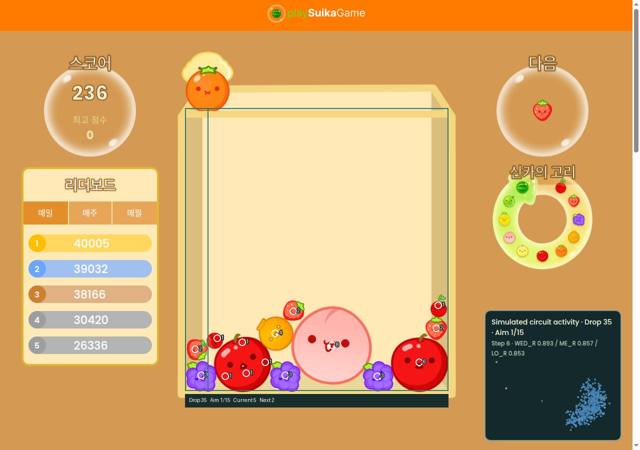 playSuikaGame
스코어
236
최고 점수
0
다음
신카의 고리
리더보드
매일
매주
매월
1 40005
2 39032
3 38166
4 30420
5 26336
Simulated circuit activity · Drop 35
· Aim 1/15
Step 6 · WED_R 0.893 / ME_R 0.857 /
LO_R 0.853
Drop35 Aim 1/15 Current5 Next2